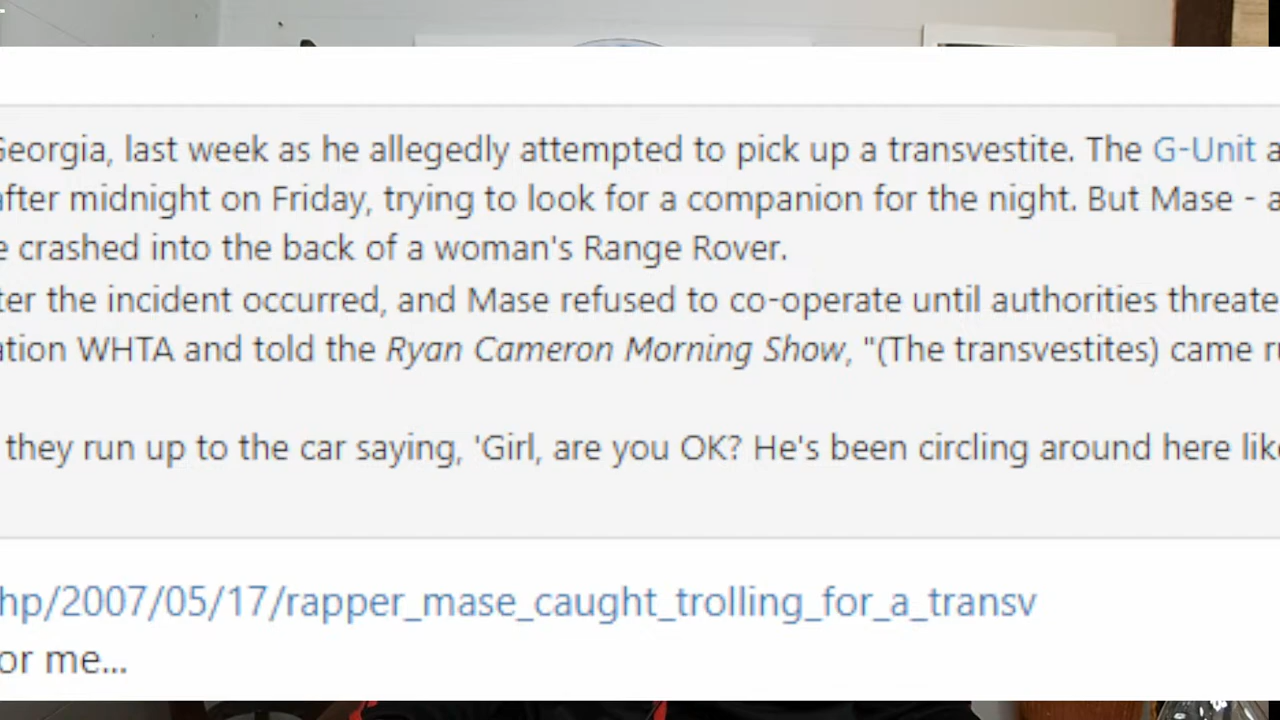 Georgia, last week as he allegedly attempted to pick up a transvestite. The G-Unit a
after midnight on Friday, trying to look for a companion for the night. But Mase - a
e crashed into the back of a woman's Range Rover.
ter the incident occurred, and Mase refused to co-operate until authorities threate
ation WHTA and told the Ryan Cameron Morning Show, "(The transvestites) came ru
they run up to the car saying, 'Girl, are you OK? He's been circling around here like
hp/2007/05/17/rapper_mase_caught_trolling_for_a_transv
or me...